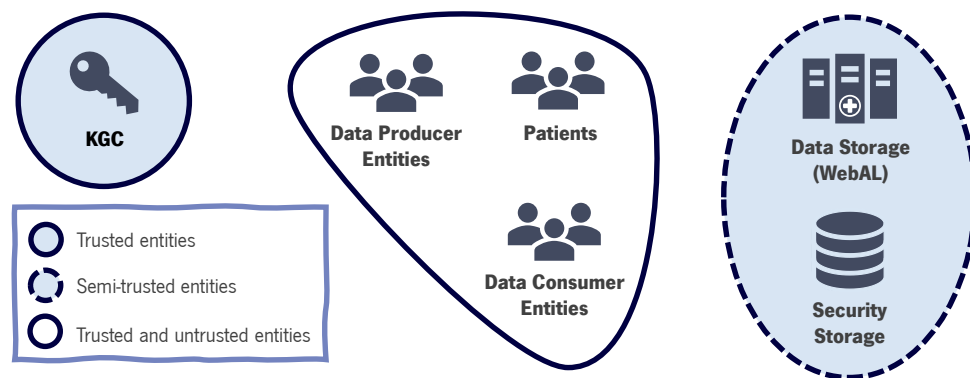 KGC
Data Producer
Entities
Patients
Data Consumer
Entities
Data Storage
(WebAL)
Security
Storage
Trusted entities
Semi-trusted entities
Trusted and untrusted entities